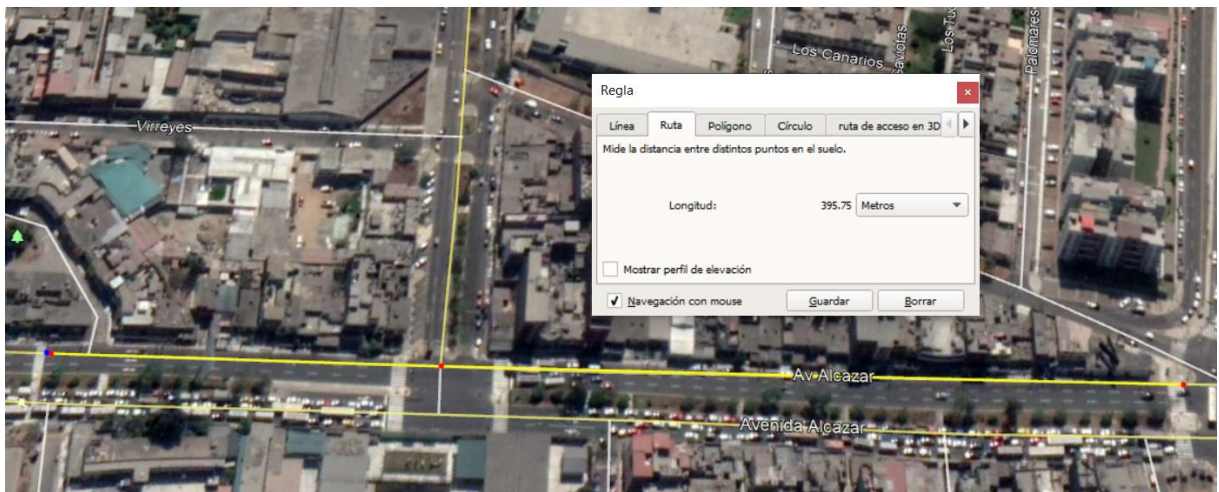 Los Canarios
Gaviotas
Palomares
Virreyes
Regla
Línea Ruta Polígono Círculo ruta de acceso en 3D
Mide la distancia entre distintos puntos en el suelo.
Longitud: 395.75 Metros
Mostrar perfil de elevación
Navegación con mouse Guardar Borrar
Av Alcazar
Avenida Alcazar